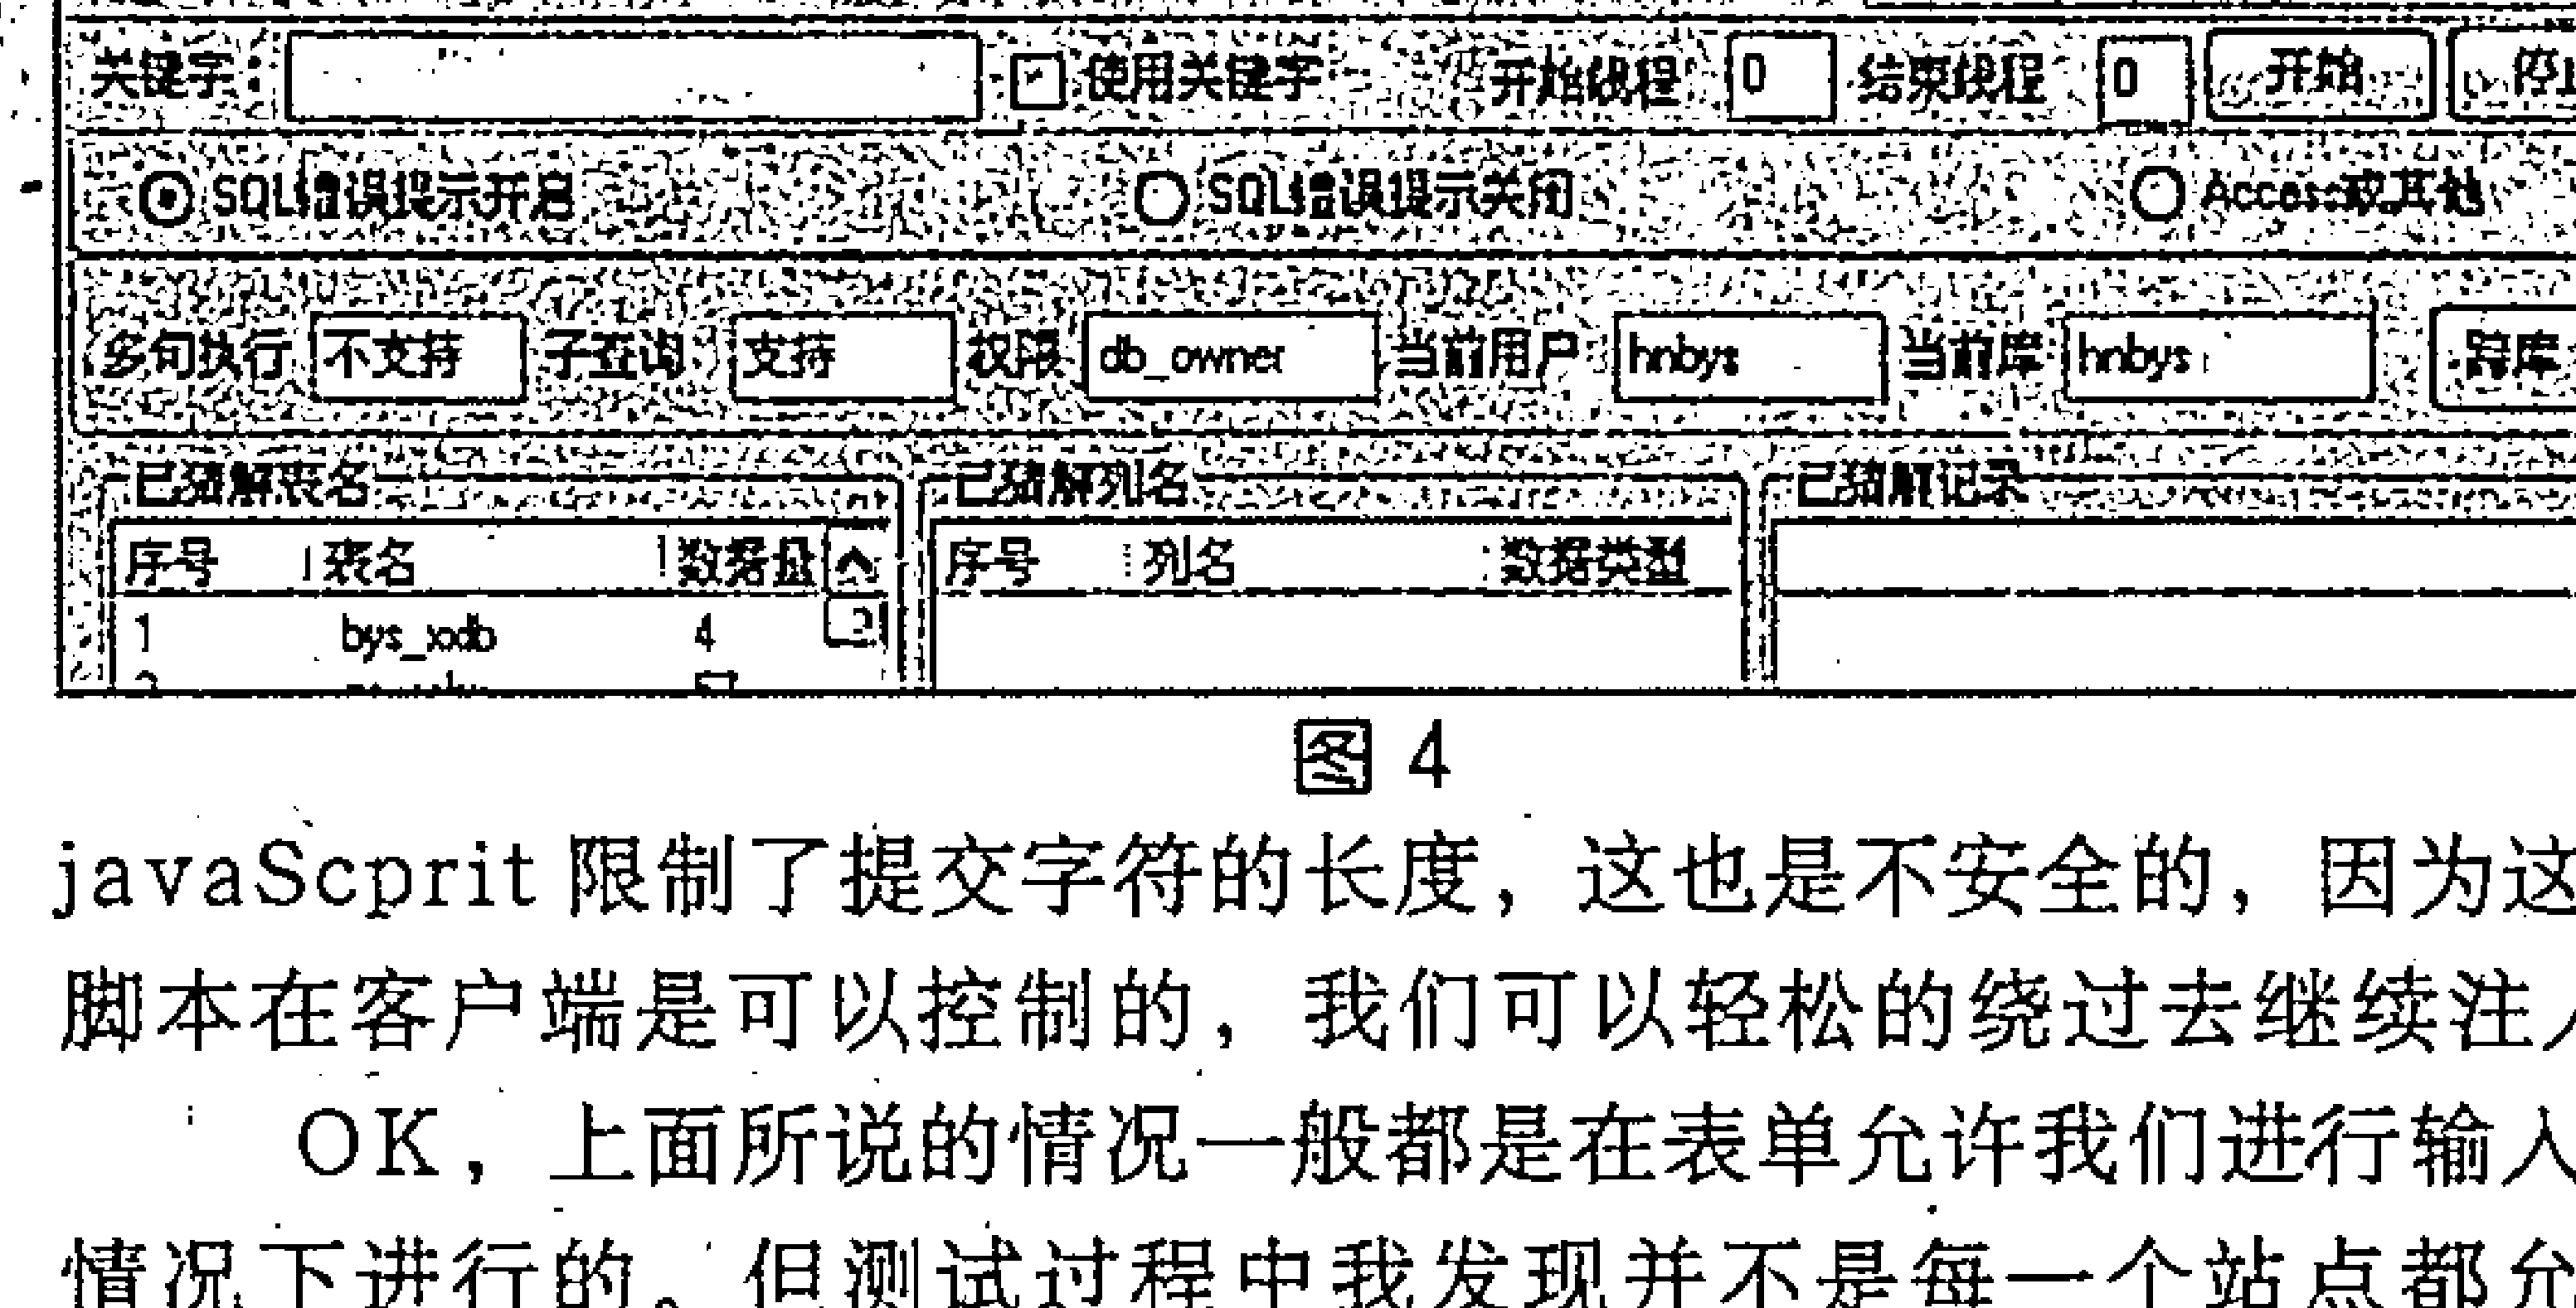 关键字： 使用关键字 开始线程 0 结束线程 0 开始
SQL错误提示开启 SQL错误提示关闭 Access或其他
多句执行 不支持 子查询 支持 权限 db_owner 当前用户 hnbys 当前库 hnbys 跨库
已猜解表名 已猜解列名 已猜解记录
序号 表名 数据量 序号 列名 数据类型
1 bys_xxdb 4
图 4
javaScprit 限制了提交字符的长度，这也是不安全的，因为这
脚本在客户端是可以控制的，我们可以轻松的绕过去继续注
OK，上面所说的情况一般都是在表单允许我们进行输入
情况下进行的。但测试过程中我发现并不是每一个站点都允